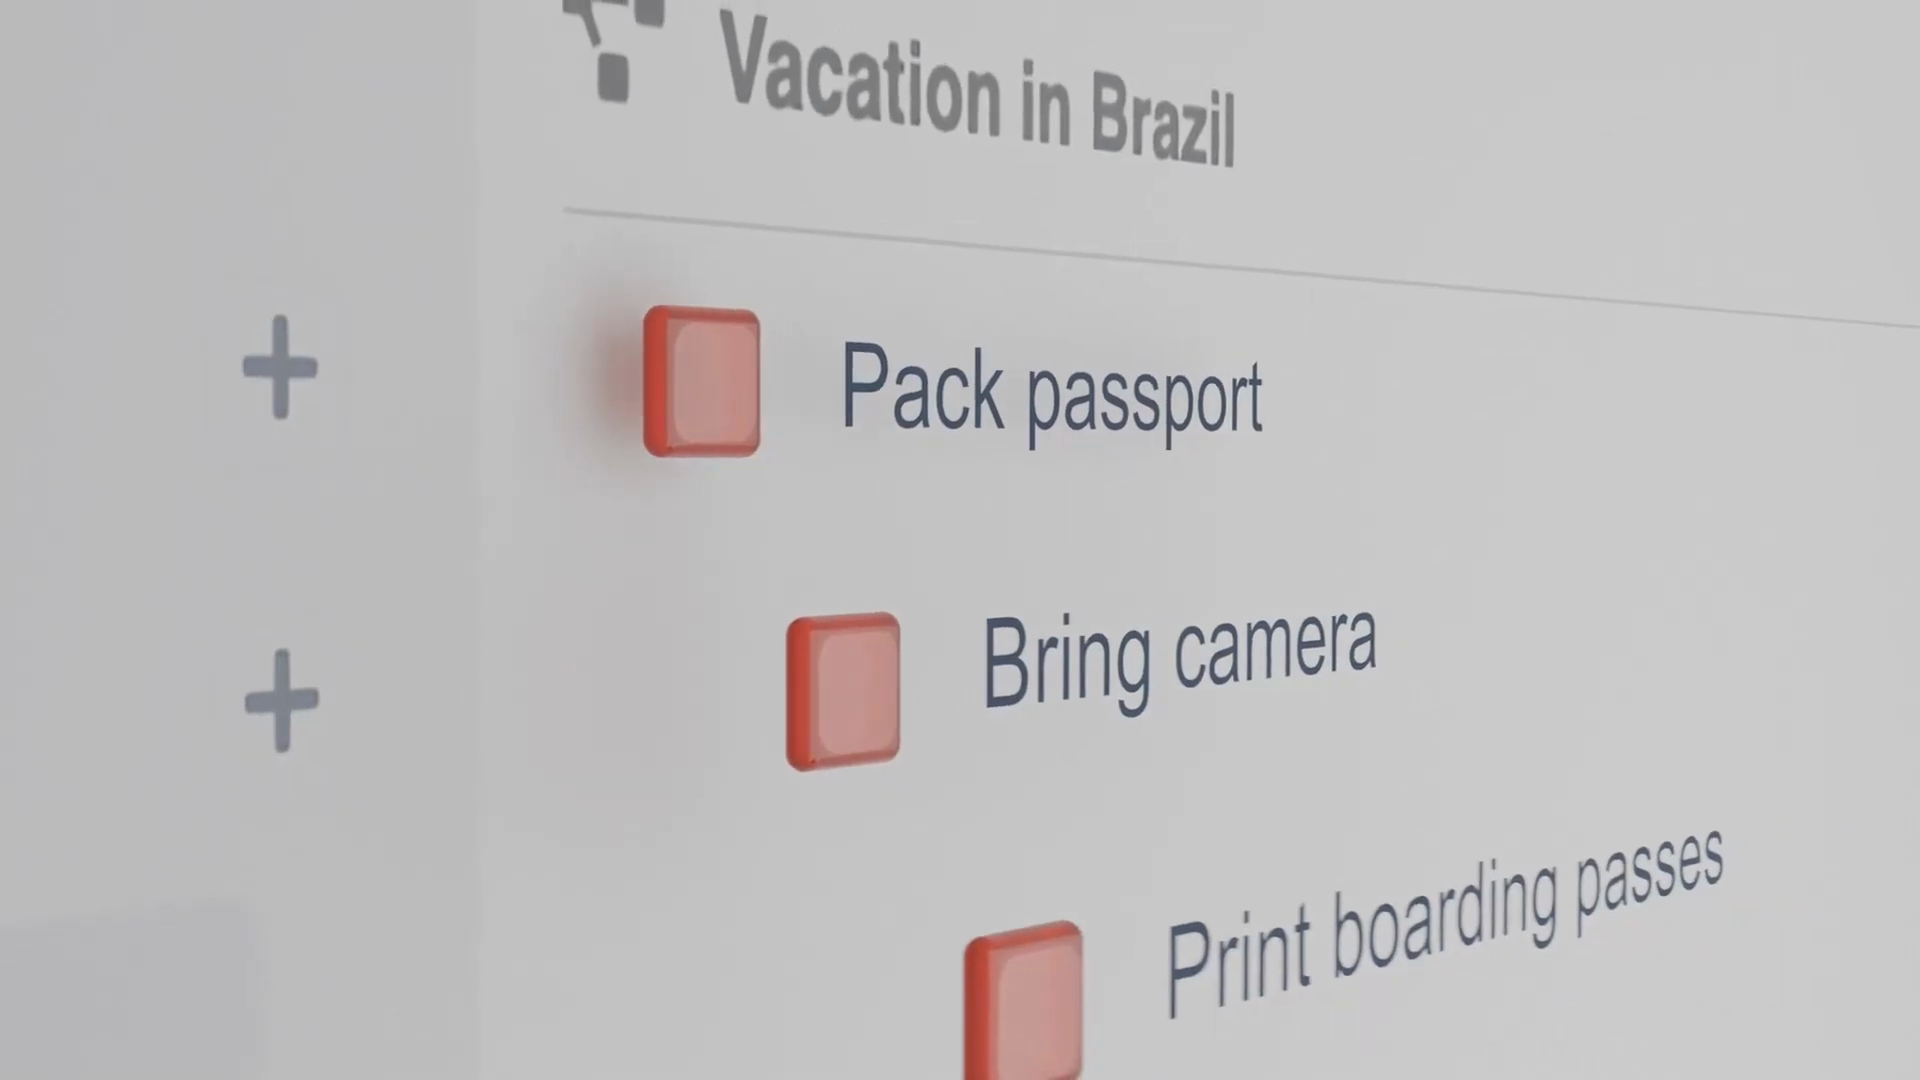 Vacation in Brazil
Pack passport
Bring camera
Print boarding passes